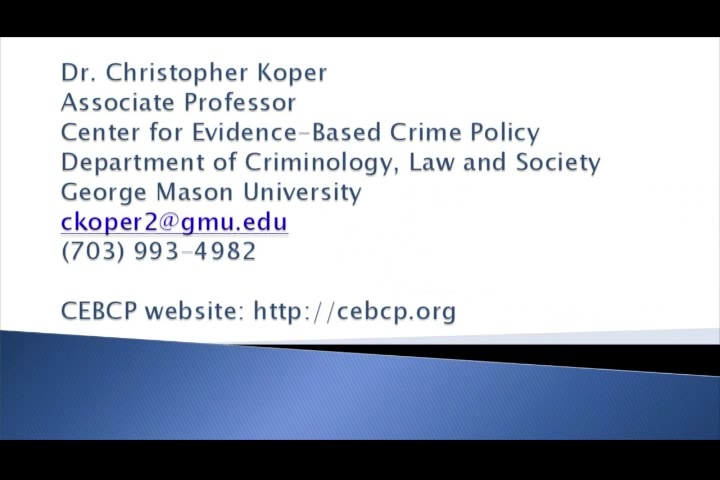 Dr. Christopher Koper
Associate Professor
Center for Evidence-Based Crime Policy
Department of Criminology, Law and Society
George Mason University
ckoper2@gmu.edu
(703) 993-4982
CEBCP website: http://cebcp.org